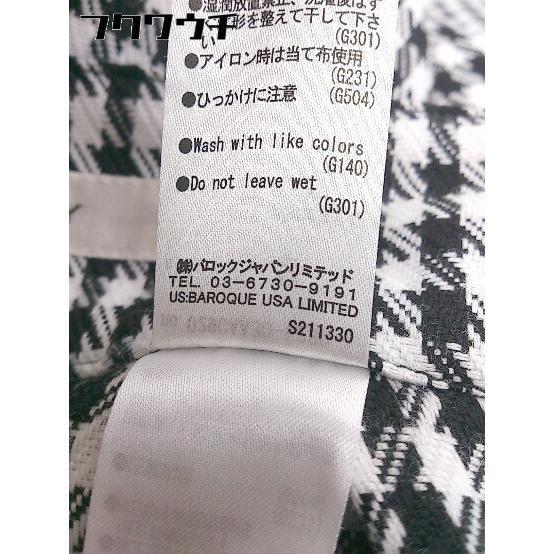 フクウクチ
●湿潤放置禁止、洗濯後はす
形を整えて干して下さ
い (G301)
●アイロン時は当て布使用
(G231)
●ひっかけに注意 (G504)
●Wash with like colors
(G140)
●Do not leave wet
(G301)
㈱バロックジャパンリミテッド
TEL. 03-6730-9191
US:BAROQUE USA LIMITED
S211330